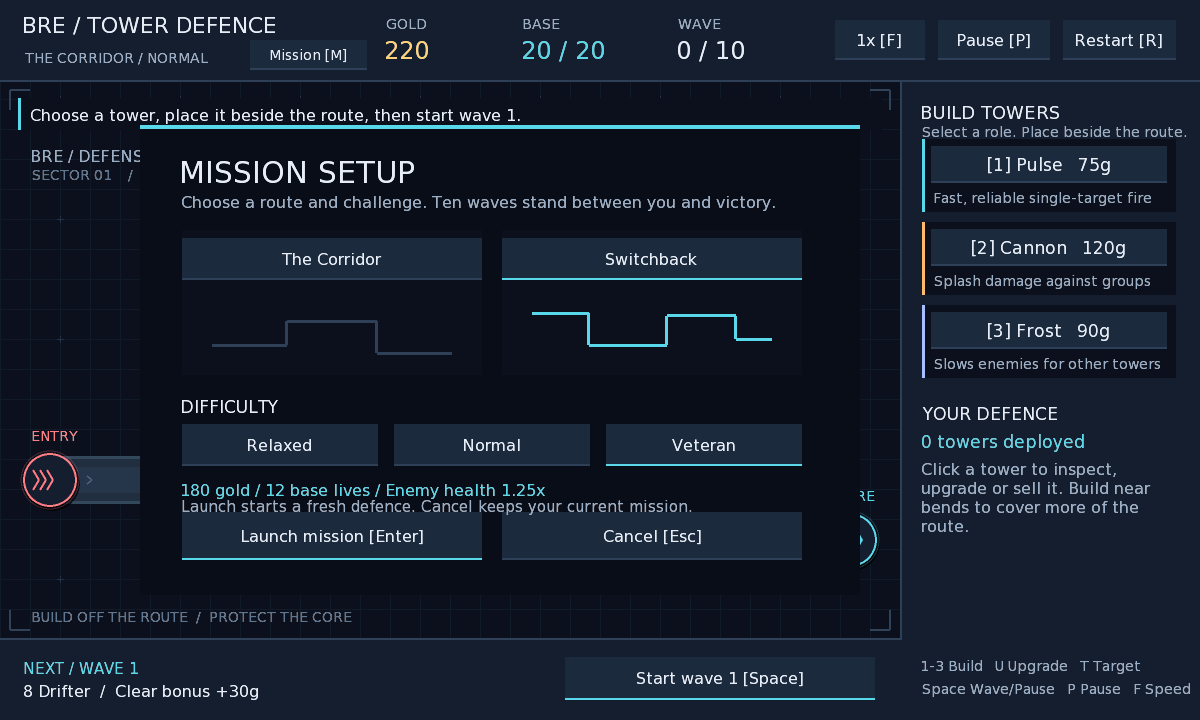 BRE / TOWER DEFENCE
THE CORRIDOR / NORMAL
Mission [M]
GOLD
220
BASE
20 / 20
WAVE
0 / 10
1x [F]
Pause [P]
Restart [R]
Choose a tower, place it beside the route, then start wave 1.
BRE / DEFENS
SECTOR 01 /
MISSION SETUP
Choose a route and challenge. Ten waves stand between you and victory.
The Corridor
Switchback
DIFFICULTY
Relaxed
Normal
Veteran
180 gold / 12 base lives / Enemy health 1.25x
Launch starts a fresh defence. Cancel keeps your current mission.
Launch mission [Enter]
Cancel [Esc]
ENTRY
RE
BUILD OFF THE ROUTE / PROTECT THE CORE
BUILD TOWERS
Select a role. Place beside the route.
[1] Pulse 75g
Fast, reliable single-target fire
[2] Cannon 120g
Splash damage against groups
[3] Frost 90g
Slows enemies for other towers
YOUR DEFENCE
0 towers deployed
Click a tower to inspect,
upgrade or sell it. Build near
bends to cover more of the
route.
NEXT / WAVE 1
8 Drifter / Clear bonus +30g
Start wave 1 [Space]
1-3 Build U Upgrade T Target
Space Wave/Pause P Pause F Speed